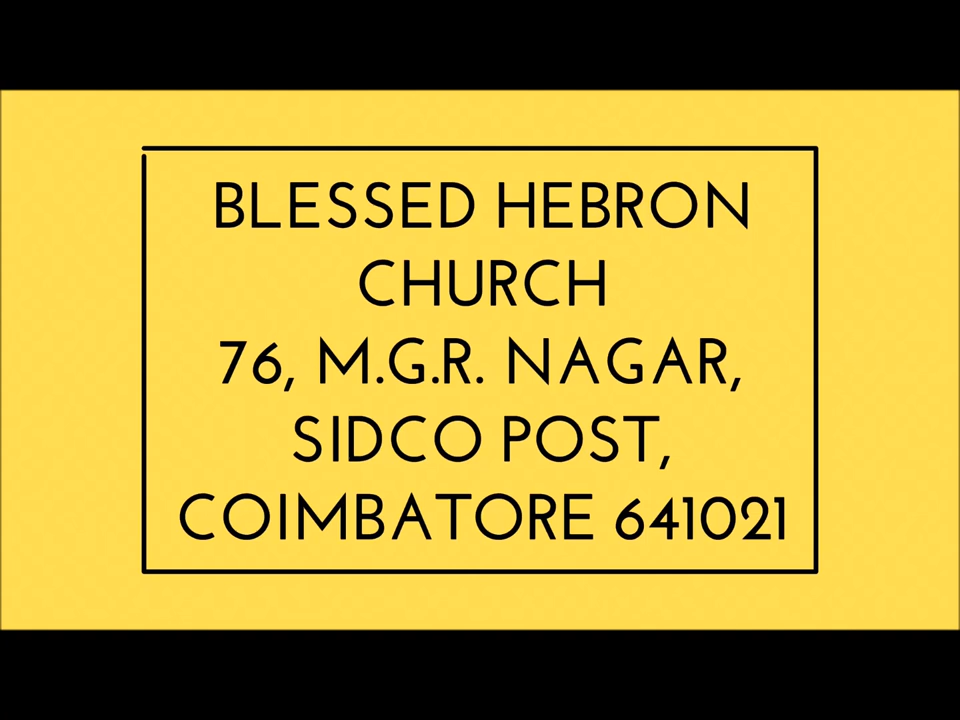 BLESSED HEBRON
CHURCH
76, M.G.R. NAGAR,
SIDCO POST,
COIMBATORE 641021